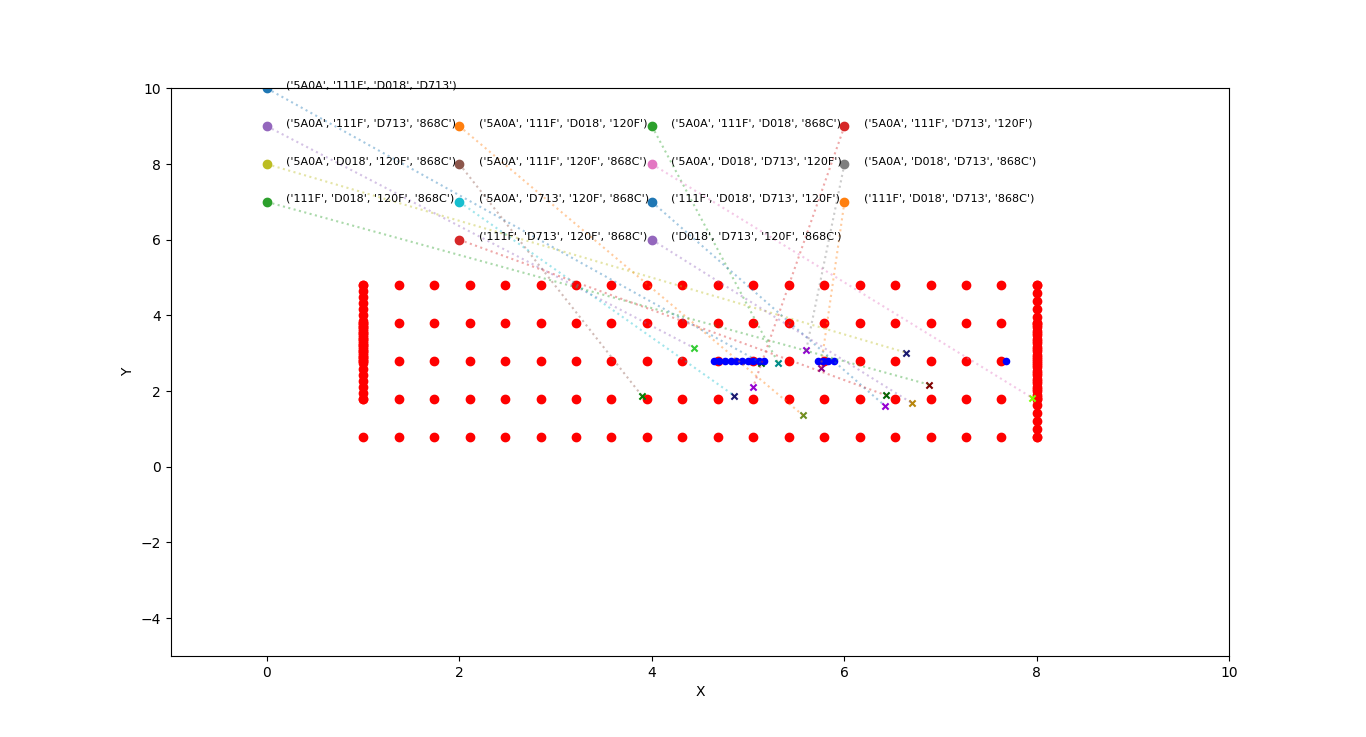 10
('5A0A', '111F', 'D018', 'D713')
('5A0A', '111F', 'D713', '868C') ('5A0A', '111F', 'D018', '120F') ('5A0A', '111F', 'D018', '868C') ('5A0A', '111F', 'D713', '120F')
8
('5A0A', 'D018', '120F', '868C') ('5A0A', '111F', '120F', '868C') ('5A0A', 'D018', 'D713', '120F') ('5A0A', 'D018', 'D713', '868C')
('111F', 'D018', '120F', '868C') ('5A0A', 'D713', '120F', '868C') ('111F', 'D018', 'D713', '120F') ('111F', 'D018', 'D713', '868C')
6
('111F', 'D713', '120F', '868C') ('D018', 'D713', '120F', '868C')
4
Y
2
0
−2
−4
0 2 4 6 8 10
X